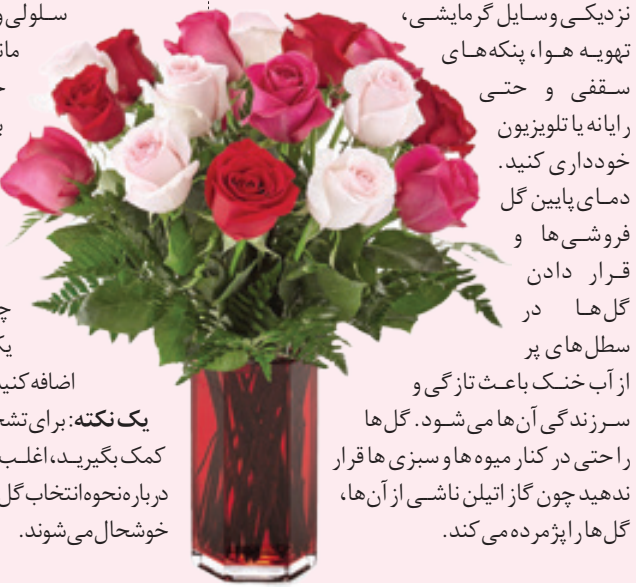 نزدیکی وسایل گرمایشی،
تهویه هوا، پنکه‌های
سقفی و حتی
رایانه یا تلویزیون
خودداری کنید.
دمای پایین گل
فروشی‌ها و
قرار دادن
گل‌ها در
سطل‌های پر
از آب خنک باعث تازگی و
سرزندگی آن‌ها می‌شود. گل‌ها
را حتی در کنار میوه‌ها و سبزی‌ها قرار
ندهید چون گاز اتیلن ناشی از آن‌ها،
گل‌ها را پژمرده می‌کند.
سلولی و
اضافه کنید
یک نکته: برای
کمک بگیرید، اغلب
درباره نحوه انتخاب گل
خوشحال می‌شوند.